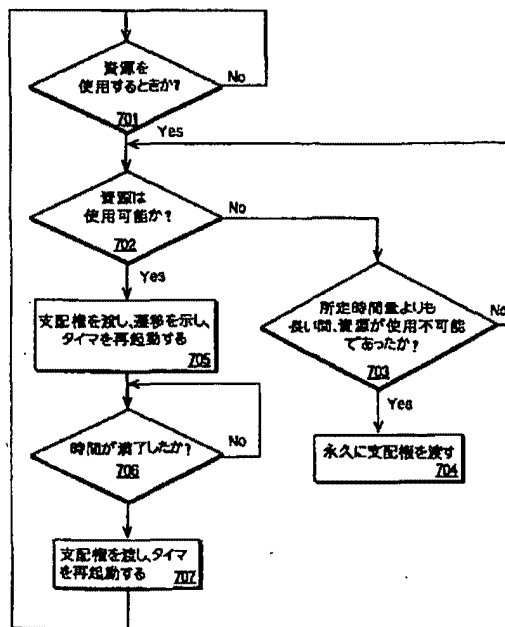 資源を
使用するときか?
701
No
Yes
資源は
使用可能か?
702
No
Yes
所定時間量よりも
長い間、資源が使用不可能
であったか?
703
No
Yes
支配権を渡し、遷移を示し、
タイマを再起動する
705
永久に支配権を渡す
704
時間が満了したか?
706
No
支配権を渡し、タイマ
を再起動する
707